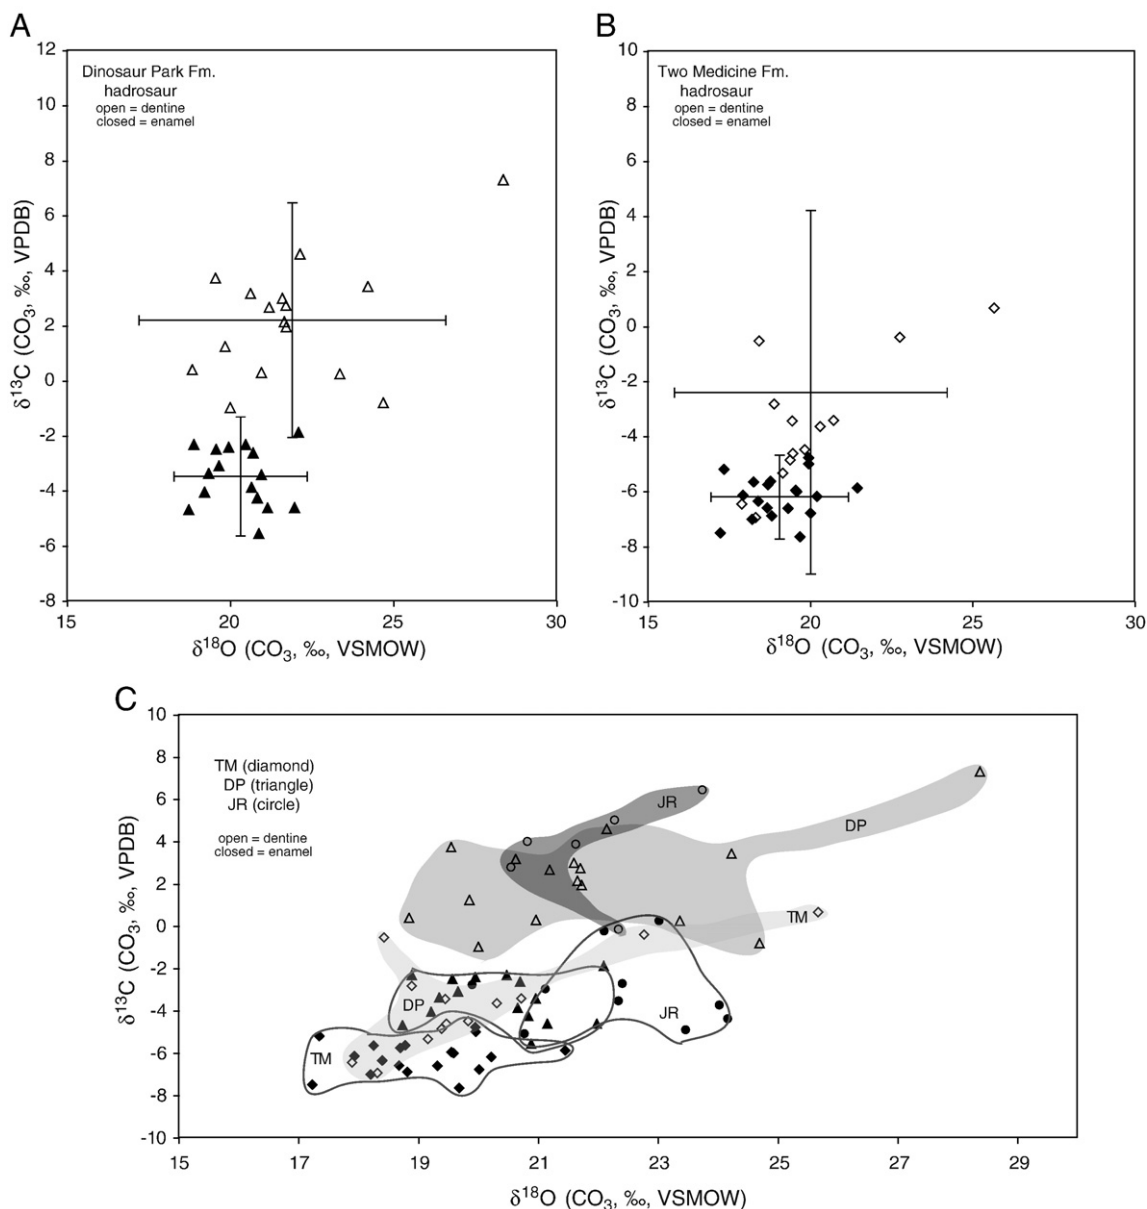 A
12
10
8
6
4
2
0
-2
-4
-6
-8
15
20
25
30
δ13C (CO3, ‰, VPDB)
δ18O (CO3, ‰, VSMOW)
Dinosaur Park Fm.
hadrosaur
open = dentine
closed = enamel
B
10
8
6
4
2
0
-2
-4
-6
-8
-10
15
20
25
30
δ13C (CO3, ‰, VPDB)
δ18O (CO3, ‰, VSMOW)
Two Medicine Fm.
hadrosaur
open = dentine
closed = enamel
C
10
8
6
4
2
0
-2
-4
-6
-8
-10
15
17
19
21
23
25
27
29
δ13C (CO3, ‰, VPDB)
δ18O (CO3, ‰, VSMOW)
TM (diamond)
DP (triangle)
JR (circle)
open = dentine
closed = enamel
JR
DP
TM
DP
JR
TM